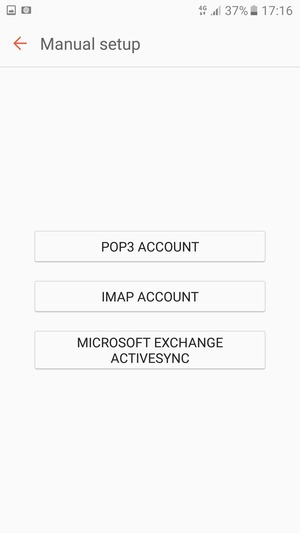 4G 37% 17:16
Manual setup
POP3 ACCOUNT
IMAP ACCOUNT
MICROSOFT EXCHANGE
ACTIVESYNC